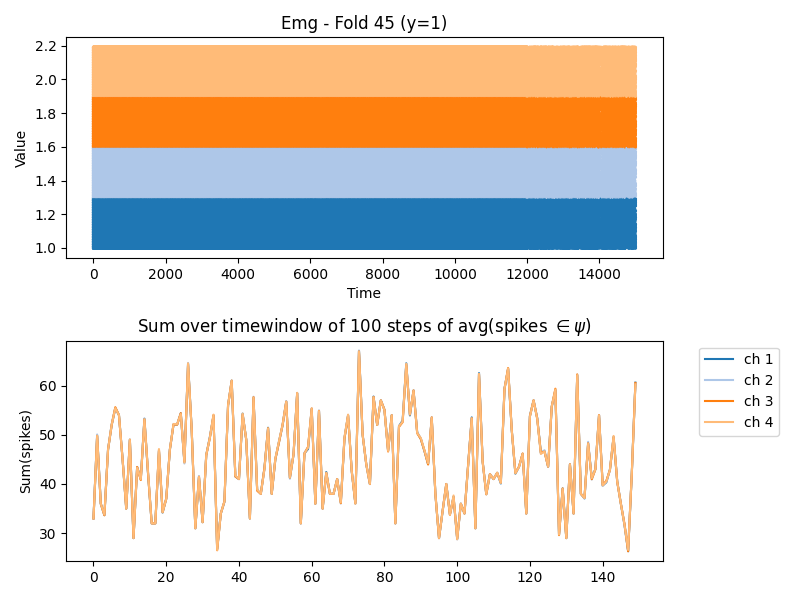 Emg - Fold 45 (y=1)
2.2
2.0
1.8
1.6
1.4
1.2
1.0
Value
0 2000 4000 6000 8000 10000 12000 14000
Time
Sum over timewindow of 100 steps of avg(spikes ∈ ψ)
60
50
40
30
Sum(spikes)
0 20 40 60 80 100 120 140
ch 1
ch 2
ch 3
ch 4